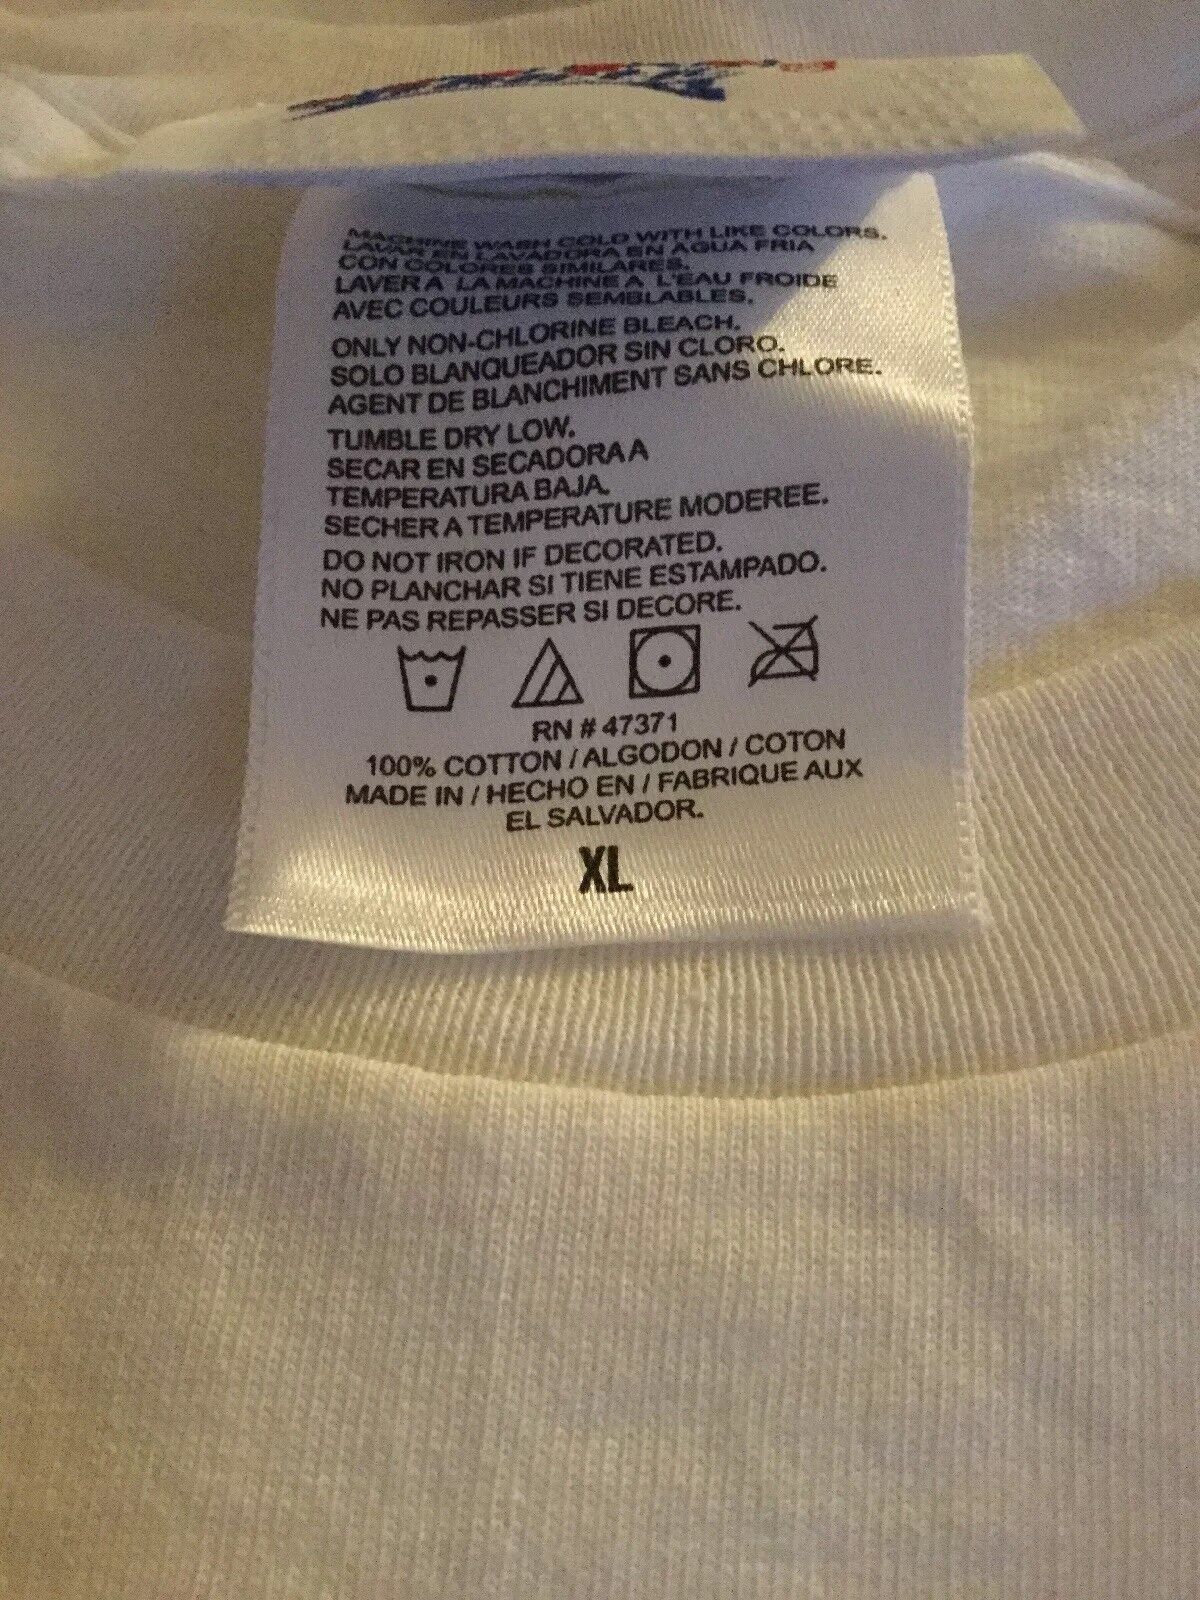 MACHINE WASH COLD WITH LIKE COLORS.
LAVAR EN LAVADORA EN AGUA FRIA
CON COLORES SIMILARES.
LAVER A LA MACHINE A L'EAU FROIDE
AVEC COULEURS SEMBLABLES.
ONLY NON-CHLORINE BLEACH.
SOLO BLANQUEADOR SIN CLORO.
AGENT DE BLANCHIMENT SANS CHLORE.
TUMBLE DRY LOW.
SECAR EN SECADORA A
TEMPERATURA BAJA.
SECHER A TEMPERATURE MODEREE.
DO NOT IRON IF DECORATED.
NO PLANCHAR SI TIENE ESTAMPADO.
NE PAS REPASSER SI DECORE.
RN # 47371
100% COTTON / ALGODON / COTON
MADE IN / HECHO EN / FABRIQUE AUX
EL SALVADOR.
XL